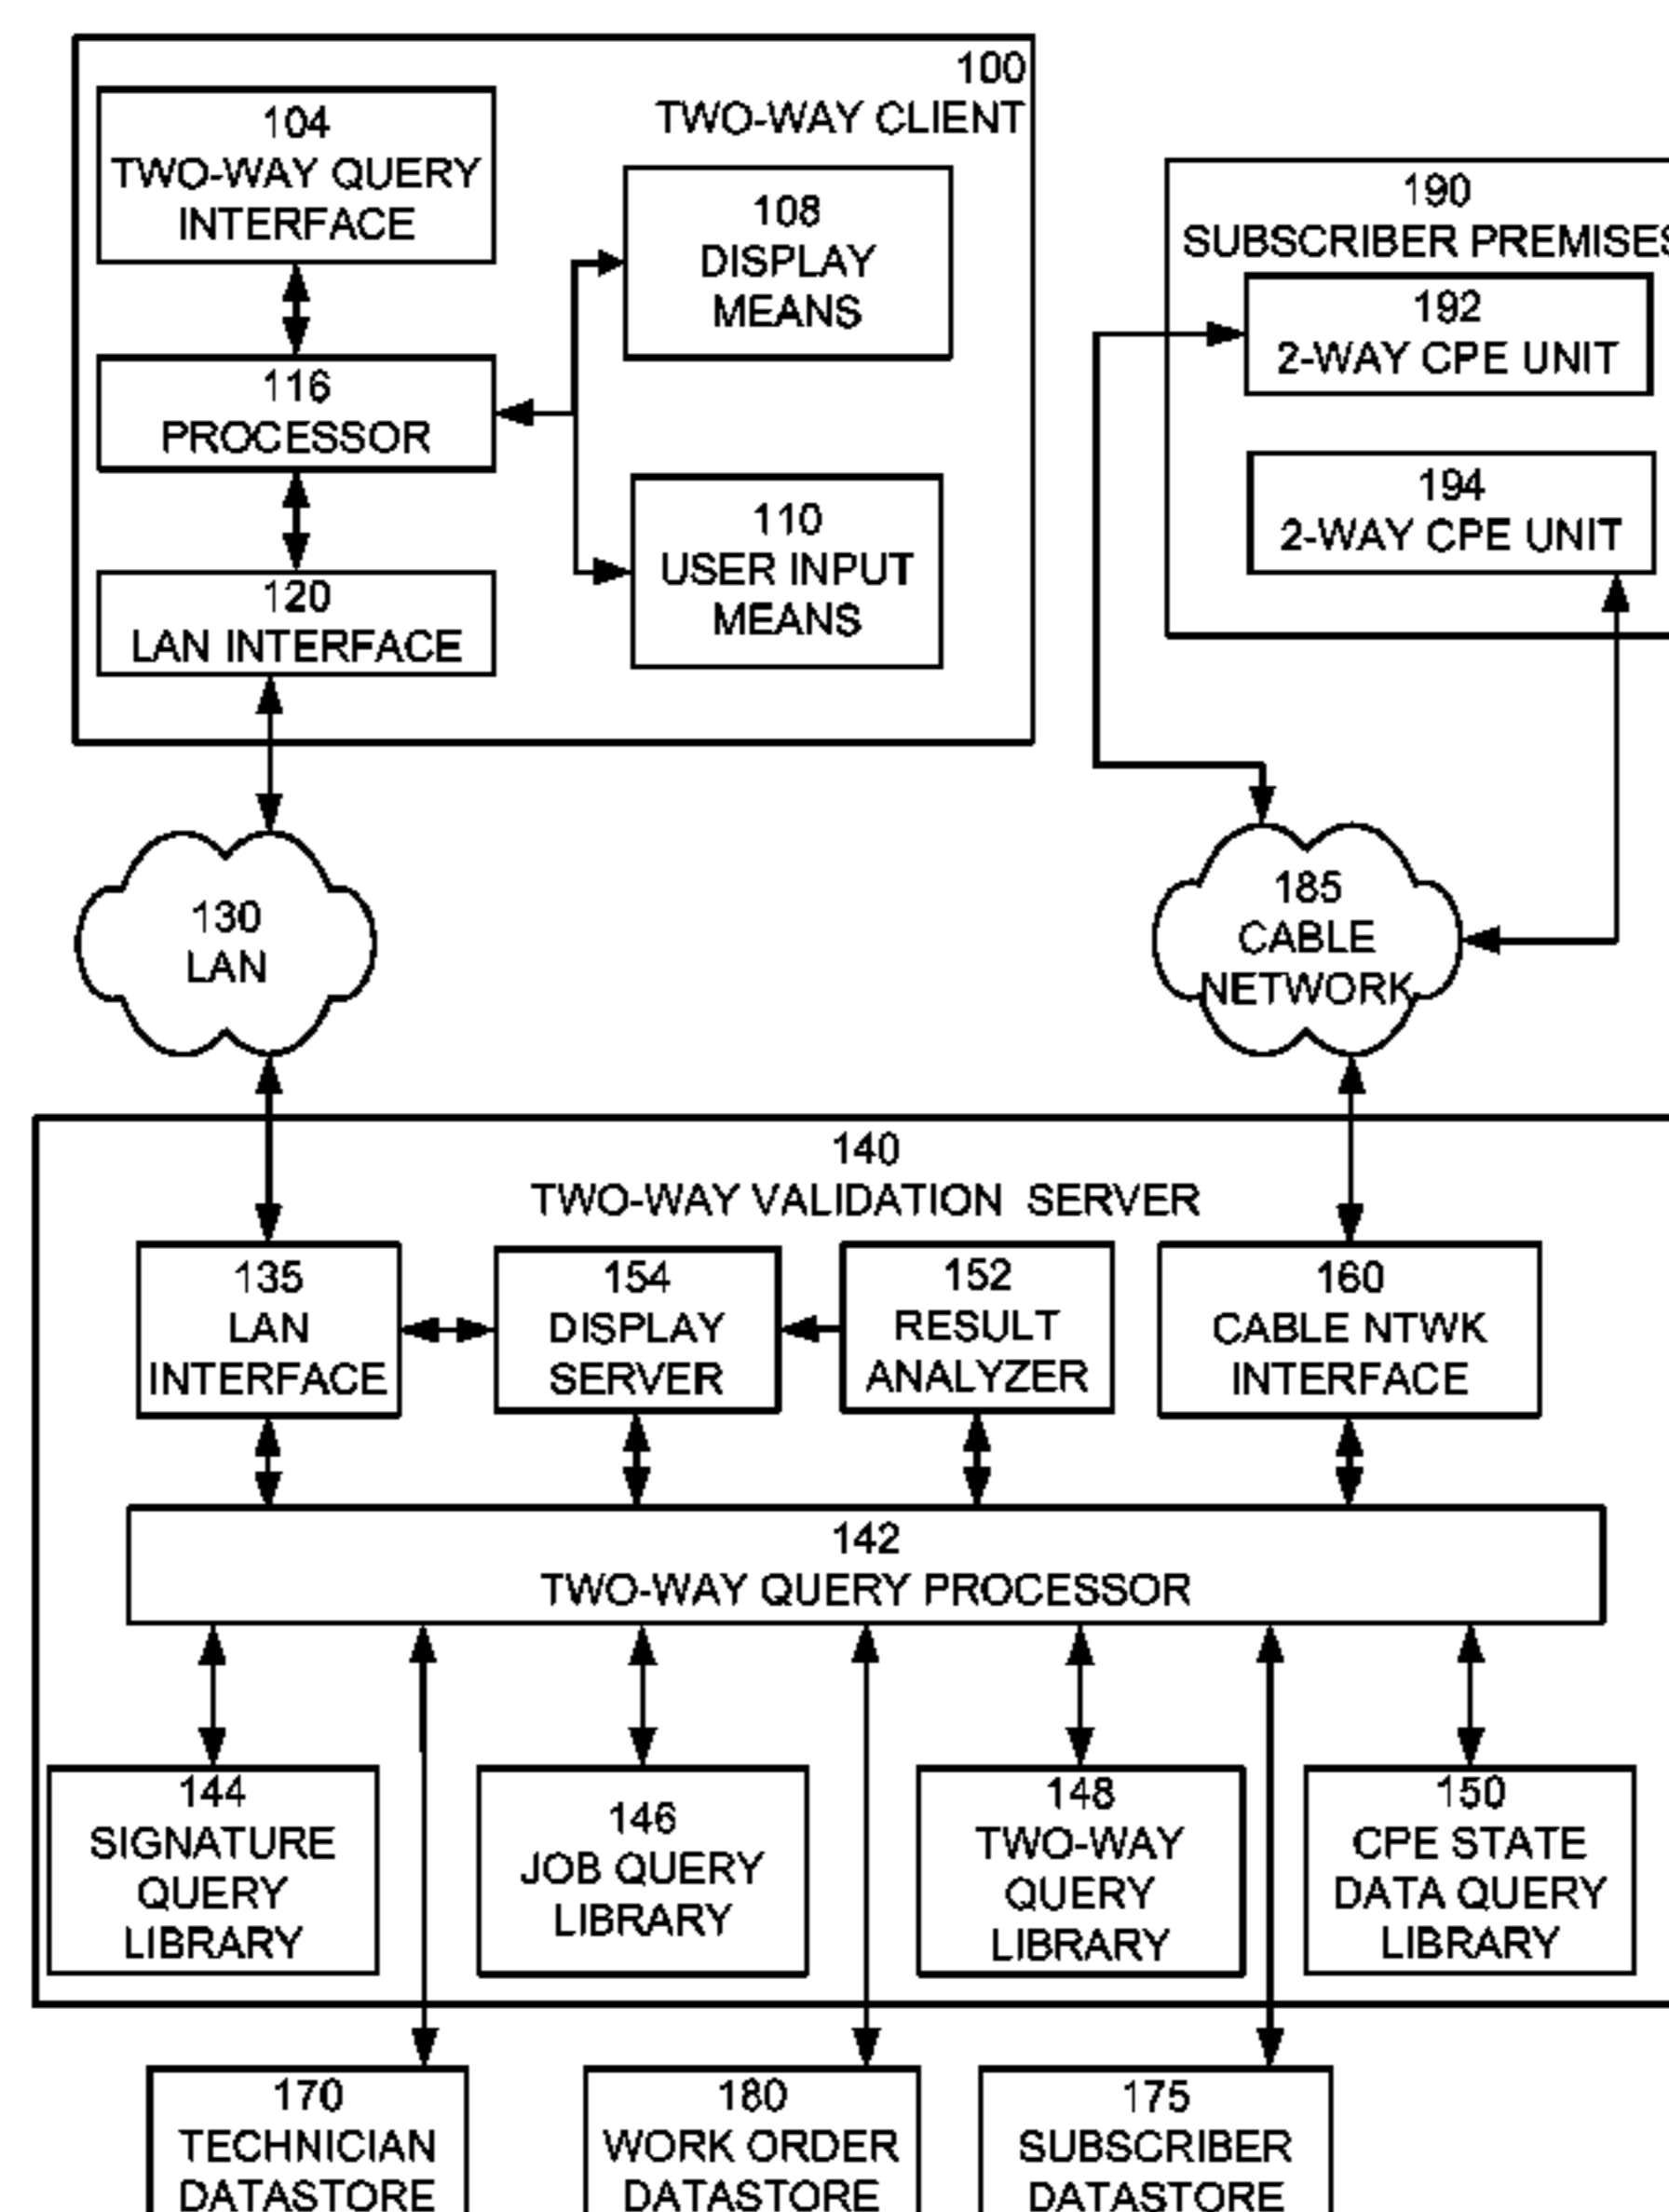 100
TWO-WAY CLIENT
104
TWO-WAY QUERY
INTERFACE
108
DISPLAY
MEANS
116
PROCESSOR
110
USER INPUT
MEANS
120
LAN INTERFACE
190
SUBSCRIBER PREMISES
192
2-WAY CPE UNIT
194
2-WAY CPE UNIT
130
LAN
185
CABLE
NETWORK
140
TWO-WAY VALIDATION SERVER
135
LAN
INTERFACE
154
DISPLAY
SERVER
152
RESULT
ANALYZER
160
CABLE NTWK
INTERFACE
142
TWO-WAY QUERY PROCESSOR
144
SIGNATURE
QUERY
LIBRARY
146
JOB QUERY
LIBRARY
148
TWO-WAY
QUERY
LIBRARY
150
CPE STATE
DATA QUERY
LIBRARY
170
TECHNICIAN
DATASTORE
180
WORK ORDER
DATASTORE
175
SUBSCRIBER
DATASTORE